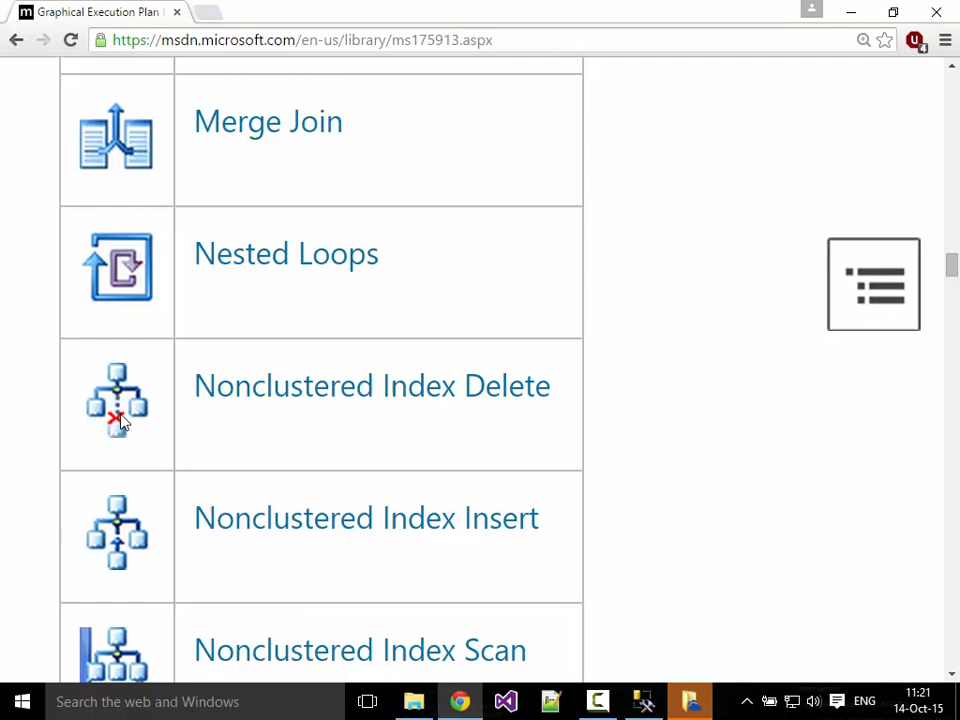 m Graphical Execution Plan
https://msdn.microsoft.com/en-us/library/ms175913.aspx
4
Merge Join
Nested Loops
Nonclustered Index Delete
Nonclustered Index Insert
Nonclustered Index Scan
Search the web and Windows
ENG
11:21
14-Oct-15